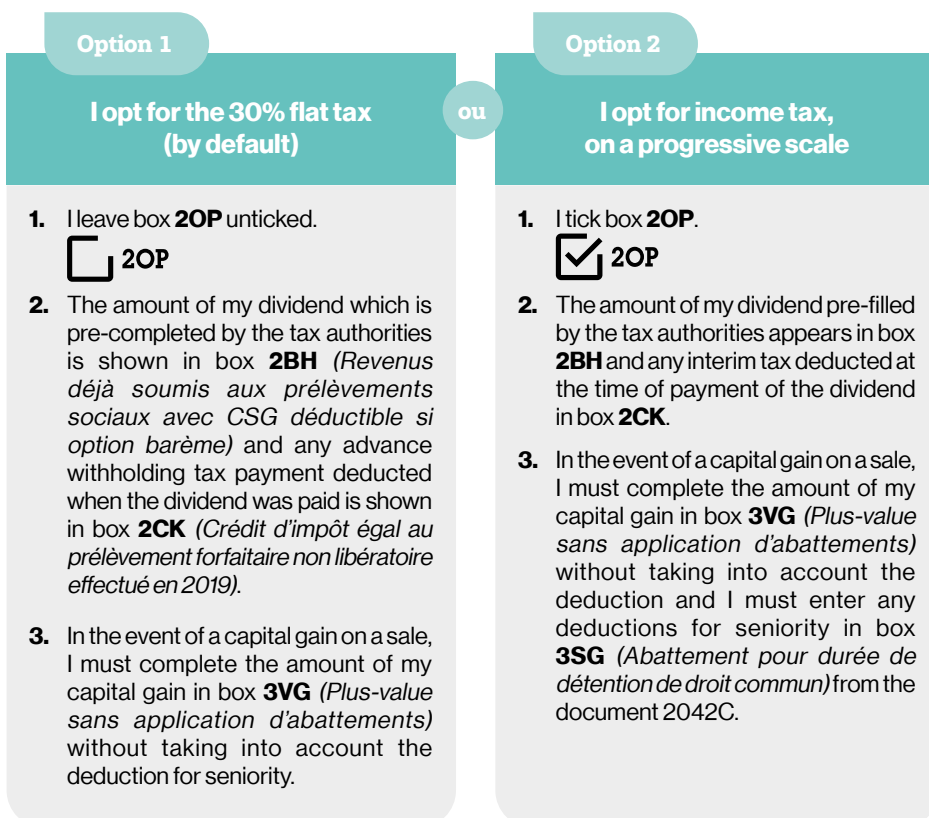 Option 1
I opt for the 30% flat tax
(by default)
1. I leave box 2OP unticked.
2OP
2. The amount of my dividend which is
pre-completed by the tax authorities
is shown in box 2BH (Revenus
déjà soumis aux prélèvements
sociaux avec CSG déductible si
option barème) and any advance
withholding tax payment deducted
when the dividend was paid is shown
in box 2CK (Crédit d'impôt égal au
prélèvement forfaitaire non libératoire
effectué en 2019).
3. In the event of a capital gain on a sale,
I must complete the amount of my
capital gain in box 3VG (Plus-value
sans application d'abattements)
without taking into account the
deduction for seniority.
ou
Option 2
I opt for income tax,
on a progressive scale
1. I tick box 2OP.
2OP
2. The amount of my dividend pre-filled
by the tax authorities appears in box
2BH and any interim tax deducted at
the time of payment of the dividend
in box 2CK.
3. In the event of a capital gain on a sale,
I must complete the amount of my
capital gain in box 3VG (Plus-value
sans application d'abattements)
without taking into account the
deduction and I must enter any
deductions for seniority in box
3SG (Abattement pour durée de
détention de droit commun) from the
document 2042C.